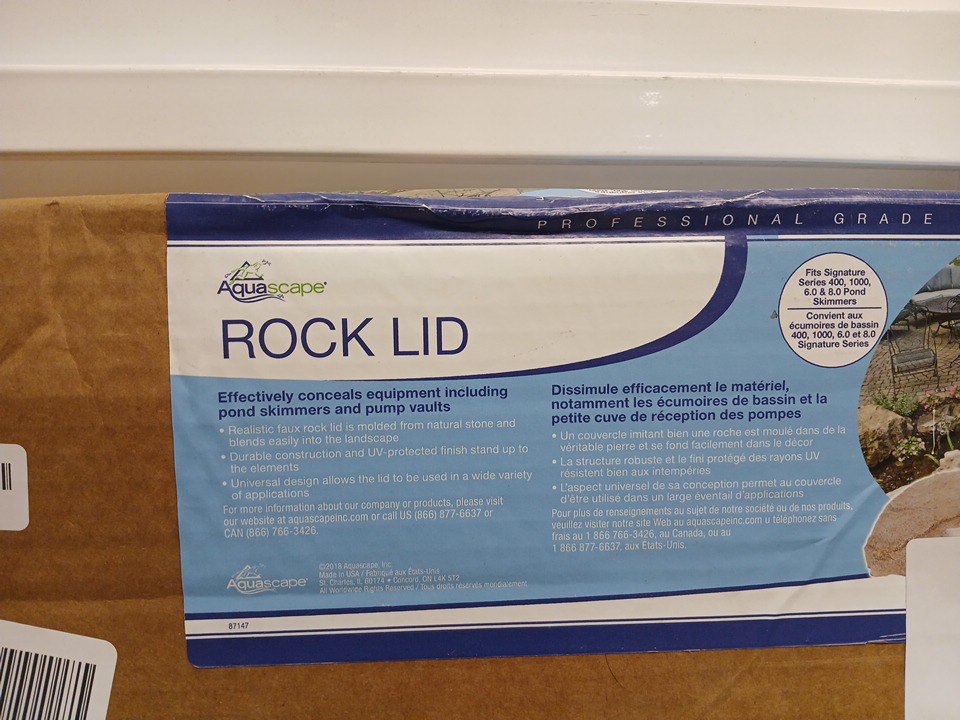 PROFESSIONAL GRADE
Aquascape
ROCK LID
Fits Signature
Series 400, 1000,
6.0 & 8.0 Pond
Skimmers
Convient aux
écumoires de bassin
400, 1000, 6.0 et 8.0
Signature Series
Effectively conceals equipment including
pond skimmers and pump vaults
• Realistic faux rock lid is molded from natural stone and
blends easily into the landscape
• Durable construction and UV-protected finish stand up to
the elements
• Universal design allows the lid to be used in a wide variety
of applications
For more information about our company or products, please visit
our website at aquascapeinc.com or call US (866) 877-6637 or
CAN (866) 766-3426.
Dissimule efficacement le matériel,
notamment les écumoires de bassin et la
petite cuve de réception des pompes
• Un couvercle imitant bien une roche est moulé dans de la
véritable pierre et se fond facilement dans le décor
• La structure robuste et le fini protégé des rayons UV
résistent bien aux intempéries
• L'aspect universel de sa conception permet au couvercle
d'être utilisé dans un large éventail d'applications
Pour plus de renseignements au sujet de notre société ou de nos produits,
veuillez visiter notre site Web au aquascapeinc.com u téléphonez sans
frais au 1 866 766-3426, au Canada, ou au
1 866 877-6637, aux États-Unis.
Aquascape
©2018 Aquascape, Inc.
Made in USA / Fabriqué aux États-Unis
St. Charles, IL 60174 • Concord, ON L4K 5T2
All Worldwide Rights Reserved / Tous droits réservés mondialement
87147